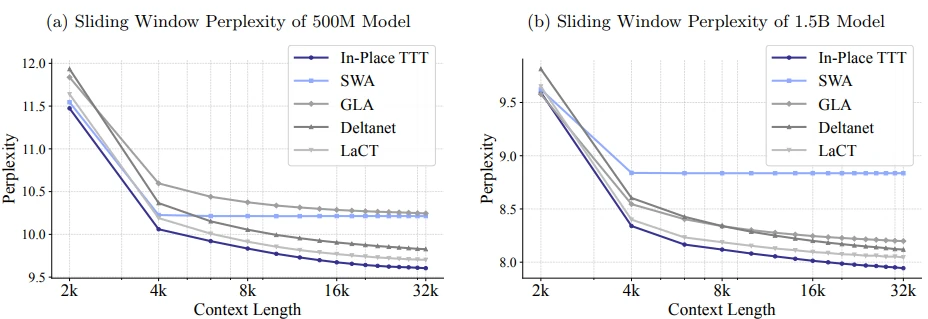 (a) Sliding Window Perplexity of 500M Model
12.0
11.5
11.0
10.5
10.0
9.5
Perplexity
2k
4k
8k
16k
32k
Context Length
In-Place TTT
SWA
GLA
Deltanet
LaCT
(b) Sliding Window Perplexity of 1.5B Model
9.5
9.0
8.5
8.0
Perplexity
2k
4k
8k
16k
32k
Context Length
In-Place TTT
SWA
GLA
Deltanet
LaCT